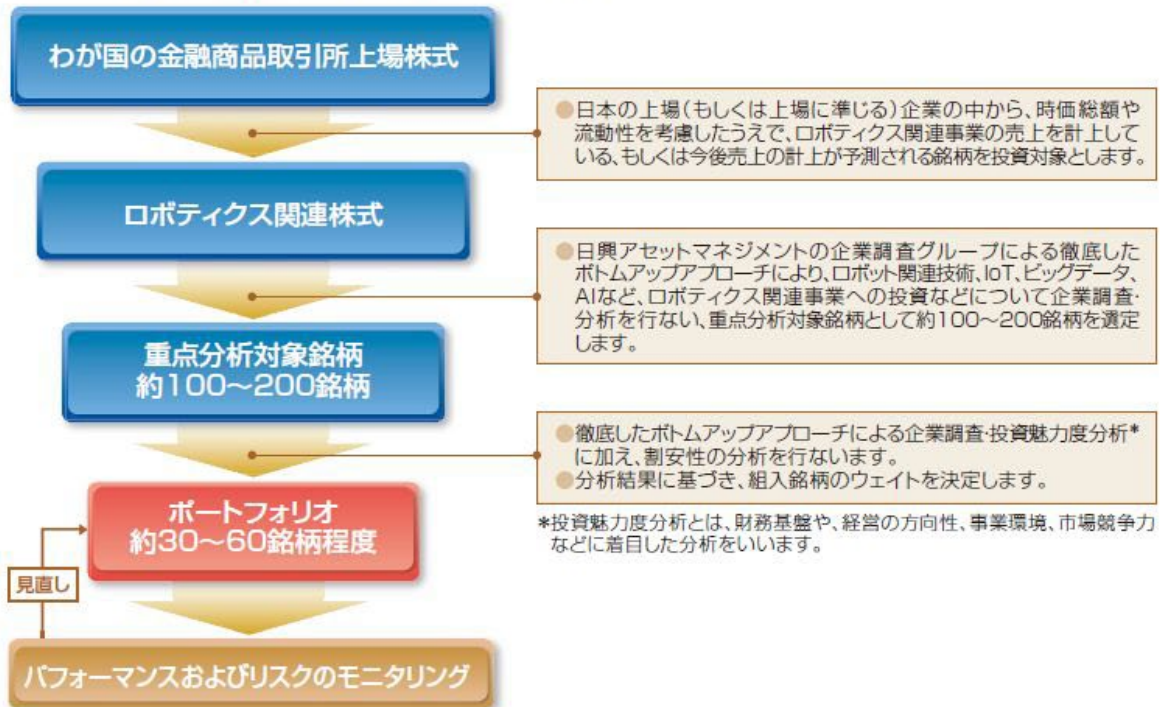 わが国の金融商品取引所上場株式
●日本の上場(もしくは上場に準じる)企業の中から、時価総額や
流動性を考慮したうえで、ロボティクス関連事業の売上を計上して
いる、もしくは今後売上の計上が予測される銘柄を投資対象とします。
ロボティクス関連株式
●日興アセットマネジメントの企業調査グループによる徹底した
ボトムアップアプローチにより、ロボット関連技術、IoT、ビッグデータ、
AIなど、ロボティクス関連事業への投資などについて企業調査・
分析を行ない、重点分析対象銘柄として約100～200銘柄を選定
します。
重点分析対象銘柄
約100～200銘柄
●徹底したボトムアップアプローチによる企業調査・投資魅力度分析*
に加え、割安性の分析を行ないます。
●分析結果に基づき、組入銘柄のウェイトを決定します。
*投資魅力度分析とは、財務基盤や、経営の方向性、事業環境、市場競争力
などに着目した分析をいいます。
ポートフォリオ
約30～60銘柄程度
見直し
パフォーマンスおよびリスクのモニタリング